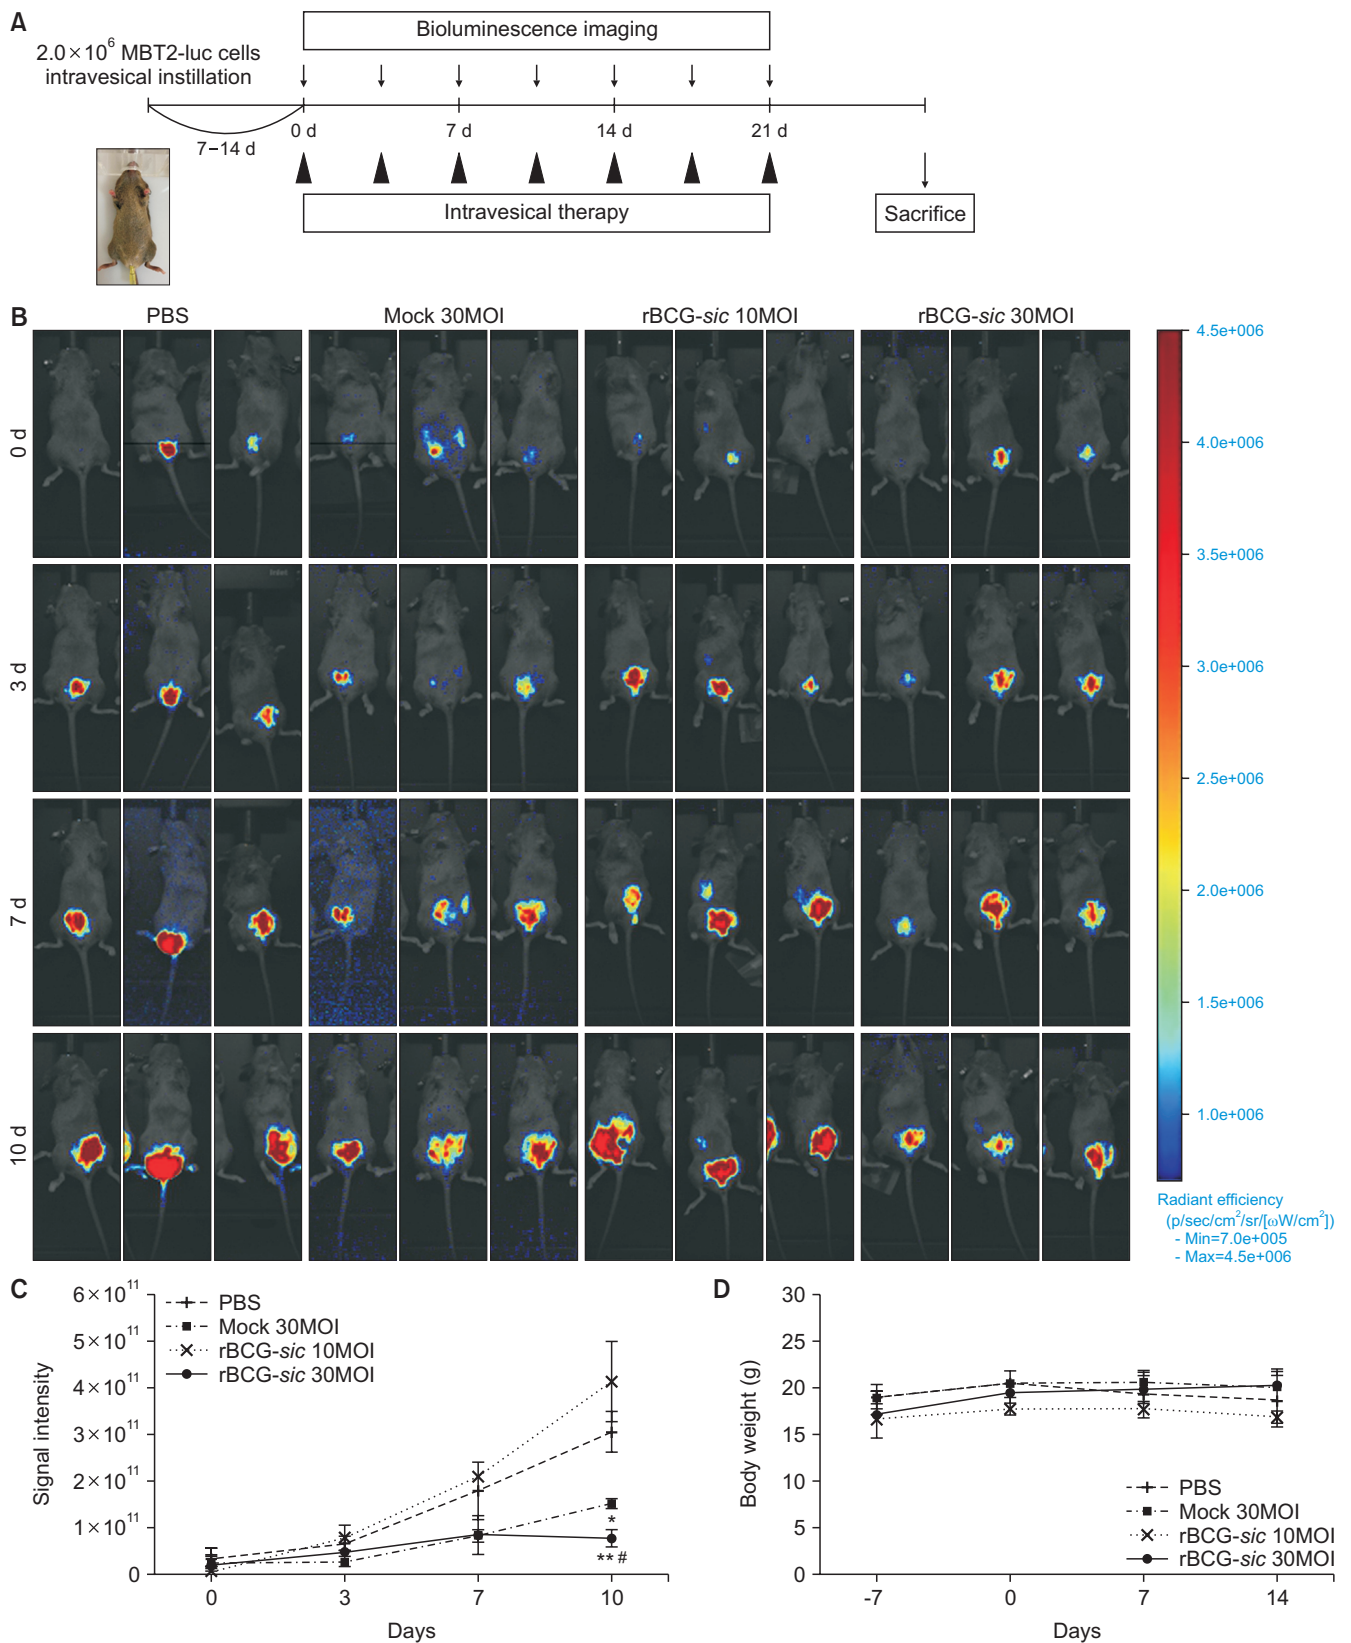 A
Bioluminescence imaging
2.0×10⁶ MBT2-luc cells
intravesical instillation
7–14 d
0 d
7 d
14 d
21 d
Intravesical therapy
Sacrifice
B
PBS
Mock 30MOI
rBCG-sic 10MOI
rBCG-sic 30MOI
0 d
3 d
7 d
10 d
4.5e+006
4.0e+006
3.5e+006
3.0e+006
2.5e+006
2.0e+006
1.5e+006
1.0e+006
Radiant efficiency
(p/sec/cm²/sr/[ωW/cm²])
- Min=7.0e+005
- Max=4.5e+006
C
Signal intensity
6×10¹¹
5×10¹¹
4×10¹¹
3×10¹¹
2×10¹¹
1×10¹¹
0
PBS
Mock 30MOI
rBCG-sic 10MOI
rBCG-sic 30MOI
*
**#
0
3
7
10
Days
D
Body weight (g)
30
25
20
15
10
5
0
PBS
Mock 30MOI
rBCG-sic 10MOI
rBCG-sic 30MOI
-7
0
7
14
Days